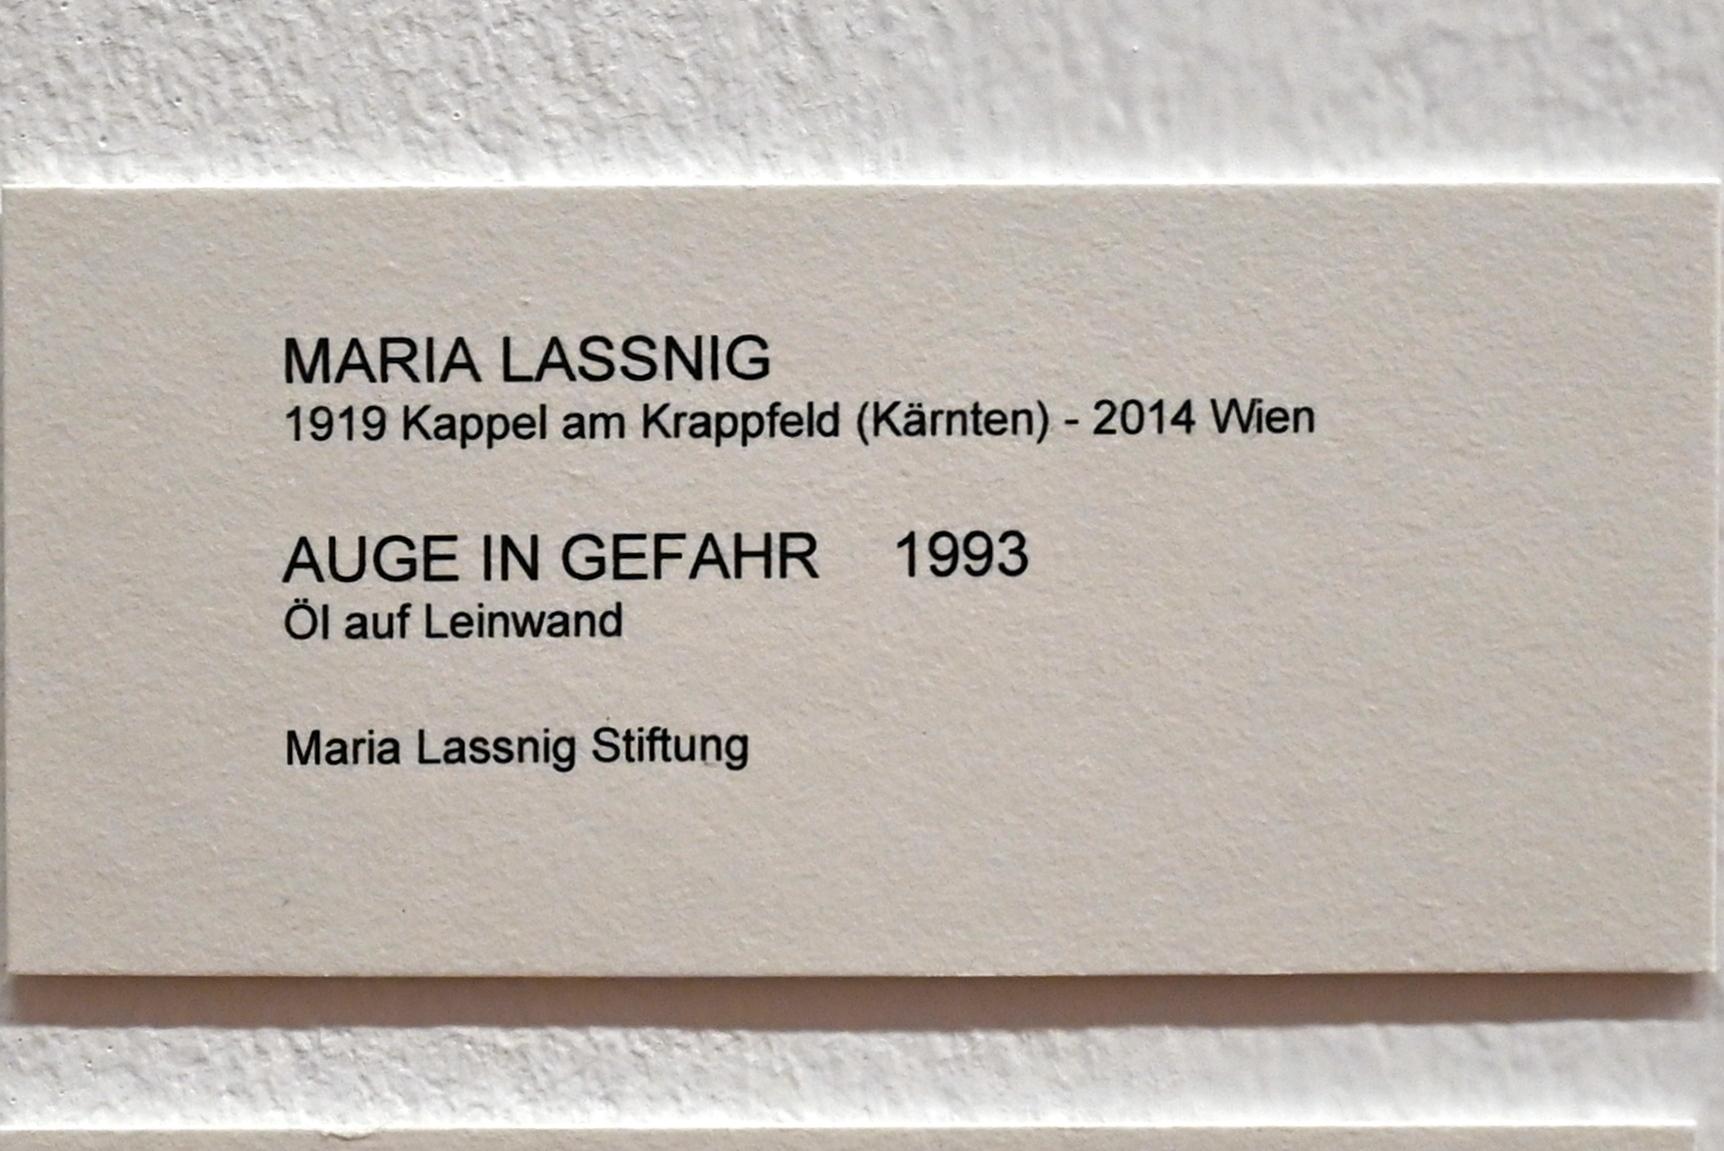 MARIA LASSNIG
1919 Kappel am Krappfeld (Kärnten) - 2014 Wien
AUGE IN GEFAHR 1993
Öl auf Leinwand
Maria Lassnig Stiftung